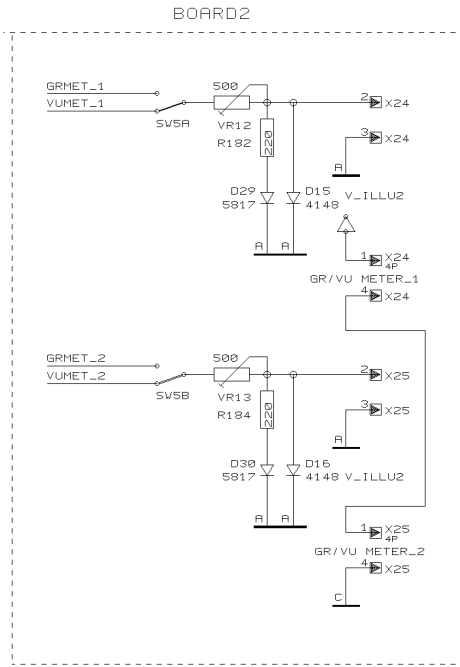 BOARD2
GRMET_1
VUMET_1
SW5A
500
VR12
R182
220
D29
5817
D15
4148
A
A
2
X24
3
X24
A
V_ILLU2
1
X24
4P
GR/VU METER_1
4
X24
GRMET_2
VUMET_2
SW5B
500
VR13
R184
220
D30
5817
D16
4148
A
A
2
X25
3
X25
A
V_ILLU2
1
X25
4P
GR/VU METER_2
4
X25
C